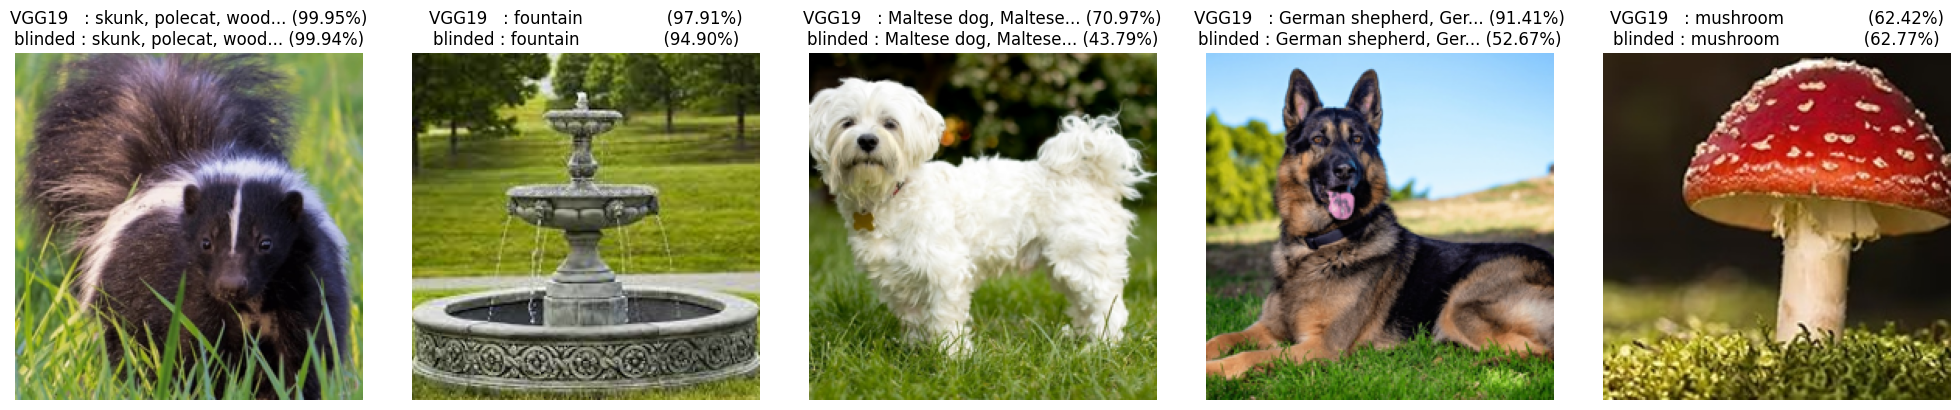 VGG19 : skunk, polecat, wood... (99.95%)
blinded : skunk, polecat, wood... (99.94%)
VGG19 : fountain (97.91%)
blinded : fountain (94.90%)
VGG19 : Maltese dog, Maltese... (70.97%)
blinded : Maltese dog, Maltese... (43.79%)
VGG19 : German shepherd, Ger... (91.41%)
blinded : German shepherd, Ger... (52.67%)
VGG19 : mushroom (62.42%)
blinded : mushroom (62.77%)